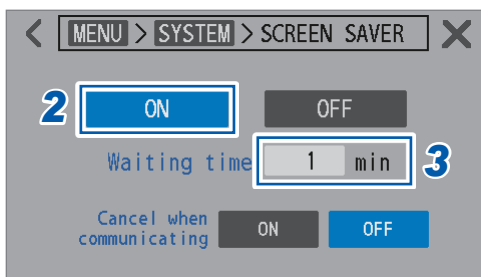 < MENU > SYSTEM > SCREEN SAVER X
2 ON OFF
Waiting time 1 min 3
Cancel when
communicating ON OFF